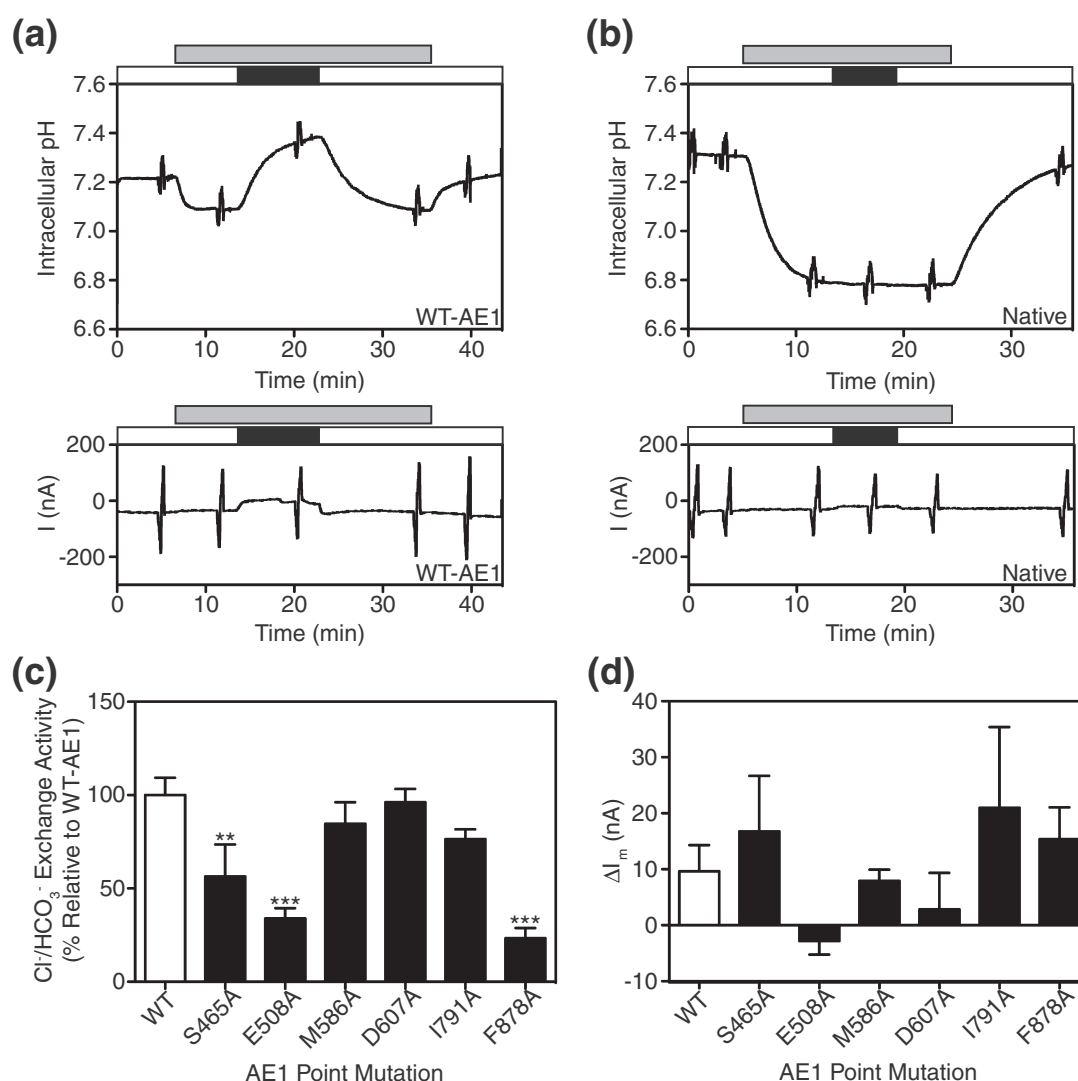 (a)
7.6
7.4
7.2
7.0
6.8
6.6
Intracellular pH
WT-AE1
0 10 20 30 40
Time (min)
200
0
-200
I (nA)
WT-AE1
0 10 20 30 40
Time (min)
(b)
7.6
7.4
7.2
7.0
6.8
6.6
Intracellular pH
Native
0 10 20 30
Time (min)
200
0
-200
I (nA)
Native
0 10 20 30
Time (min)
(c)
150
100
50
0
Cl-/HCO3- Exchange Activity
(% Relative to WT-AE1)
**
***
***
WT S465A E508A M586A D607A I791A F878A
AE1 Point Mutation
(d)
40
30
20
10
0
-10
ΔIm (nA)
WT S465A E508A M586A D607A I791A F878A
AE1 Point Mutation